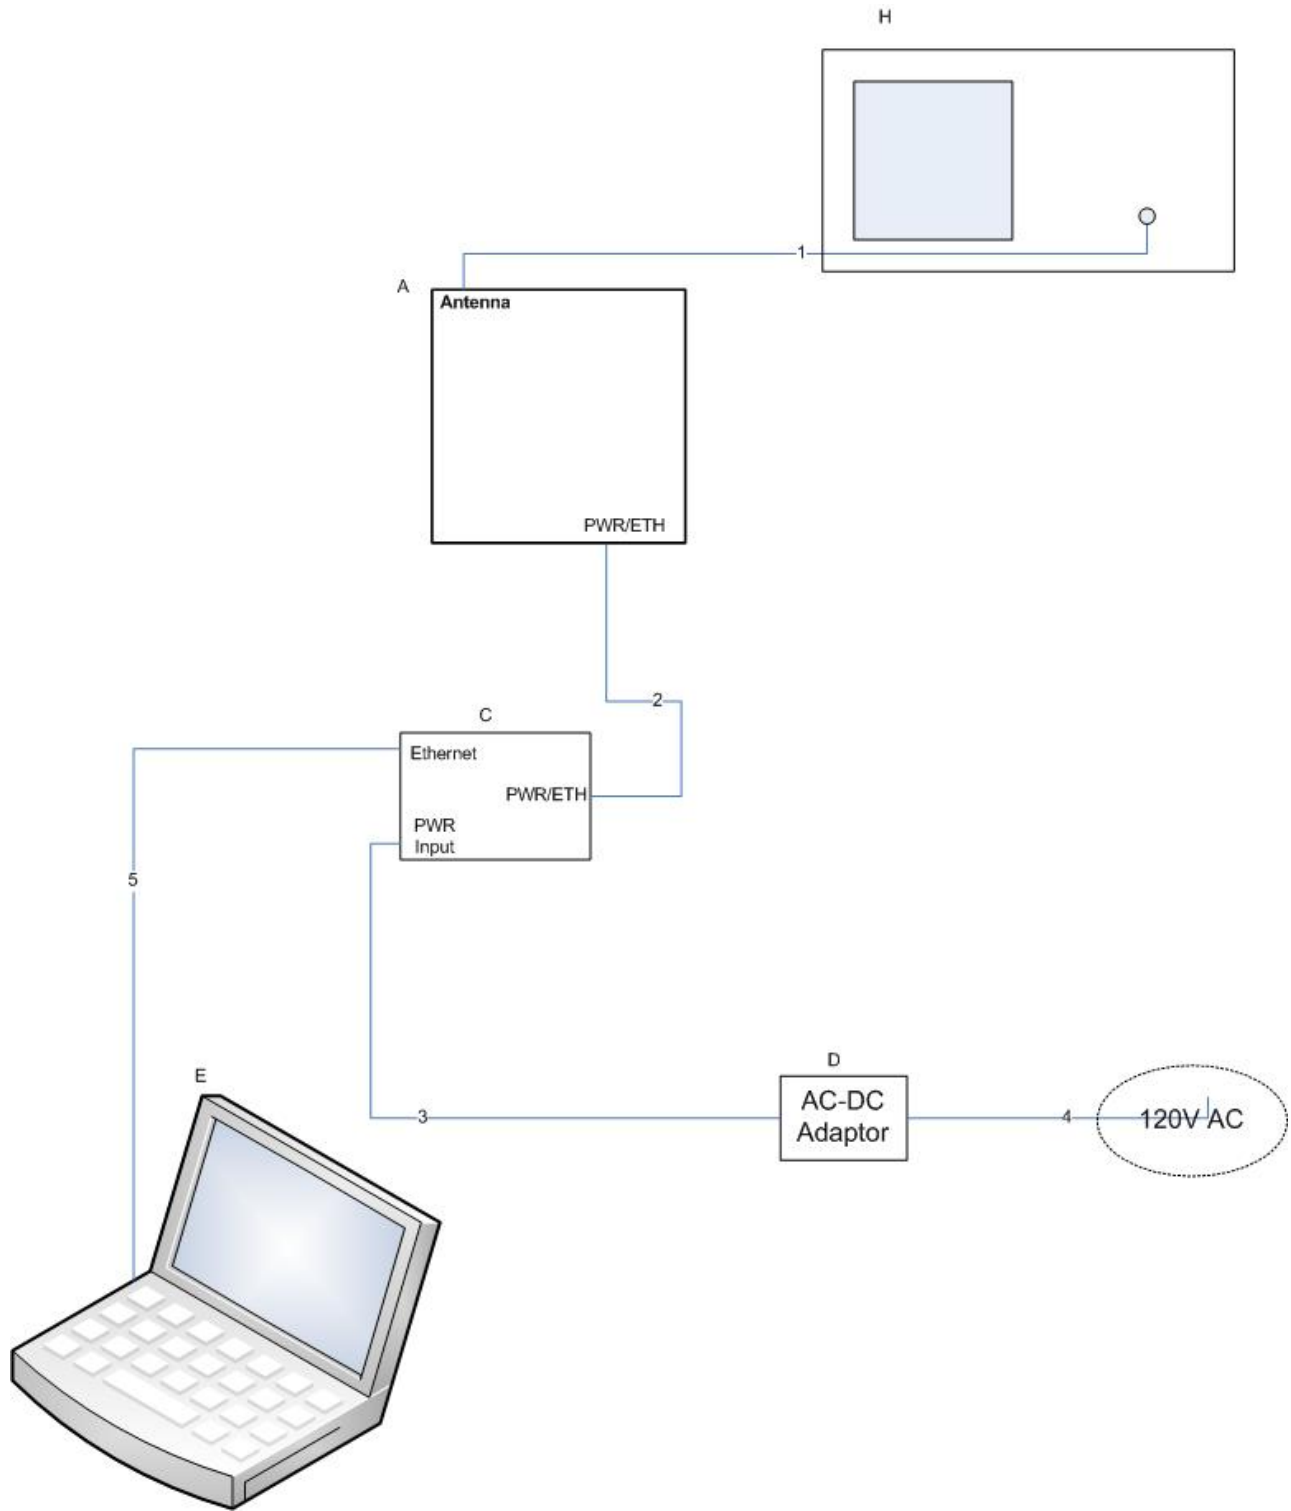 H
1
A
Antenna
PWR/ETH
2
C
Ethernet
PWR/ETH
PWR
Input
5
E
D
AC-DC
Adaptor
3
4
120V AC